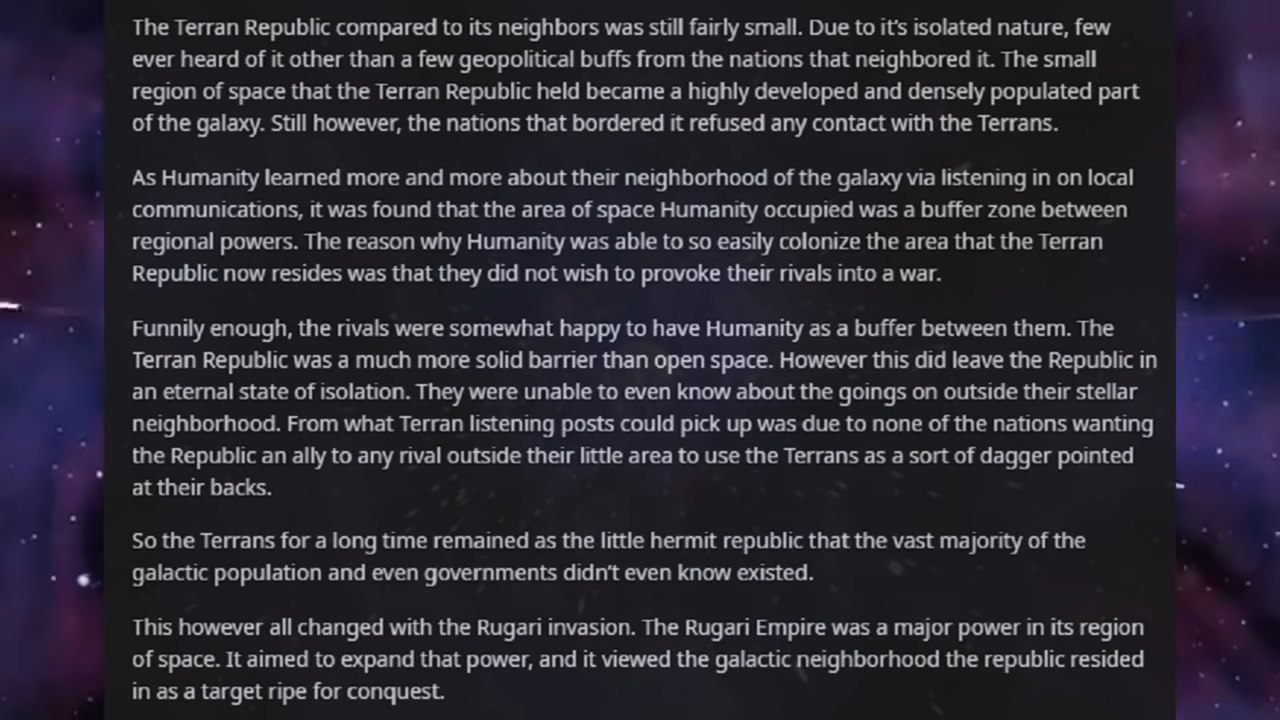 The Terran Republic compared to its neighbors was still fairly small. Due to it's isolated nature, few
ever heard of it other than a few geopolitical buffs from the nations that neighbored it. The small
region of space that the Terran Republic held became a highly developed and densely populated part
of the galaxy. Still however, the nations that bordered it refused any contact with the Terrans.
As Humanity learned more and more about their neighborhood of the galaxy via listening in on local
communications, it was found that the area of space Humanity occupied was a buffer zone between
regional powers. The reason why Humanity was able to so easily colonize the area that the Terran
Republic now resides was that they did not wish to provoke their rivals into a war.
Funnily enough, the rivals were somewhat happy to have Humanity as a buffer between them. The
Terran Republic was a much more solid barrier than open space. However this did leave the Republic in
an eternal state of isolation. They were unable to even know about the goings on outside their stellar
neighborhood. From what Terran listening posts could pick up was due to none of the nations wanting
the Republic an ally to any rival outside their little area to use the Terrans as a sort of dagger pointed
at their backs.
So the Terrans for a long time remained as the little hermit republic that the vast majority of the
galactic population and even governments didn't even know existed.
This however all changed with the Rugari invasion. The Rugari Empire was a major power in its region
of space. It aimed to expand that power, and it viewed the galactic neighborhood the republic resided
in as a target ripe for conquest.